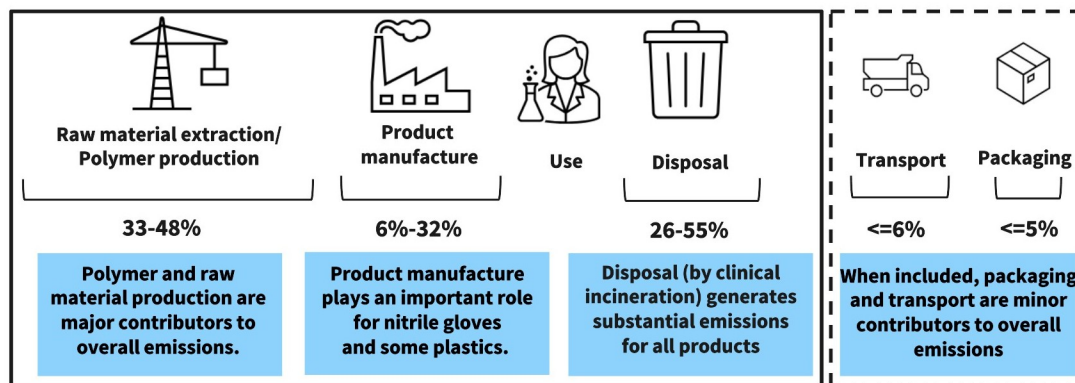 Raw material extraction/
Polymer production
Product
manufacture
Use
Disposal
Transport
Packaging
33-48%
6%-32%
26-55%
<=6%
<=5%
Polymer and raw
material production are
major contributors to
overall emissions.
Product manufacture
plays an important role
for nitrile gloves
and some plastics.
Disposal (by clinical
incineration) generates
substantial emissions
for all products
When included, packaging
and transport are minor
contributors to overall
emissions